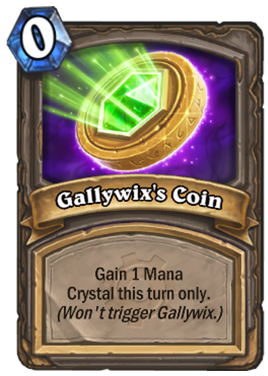 0
Gallywix's Coin
Gain 1 Mana
Crystal this turn only.
(Won't trigger Gallywix.)